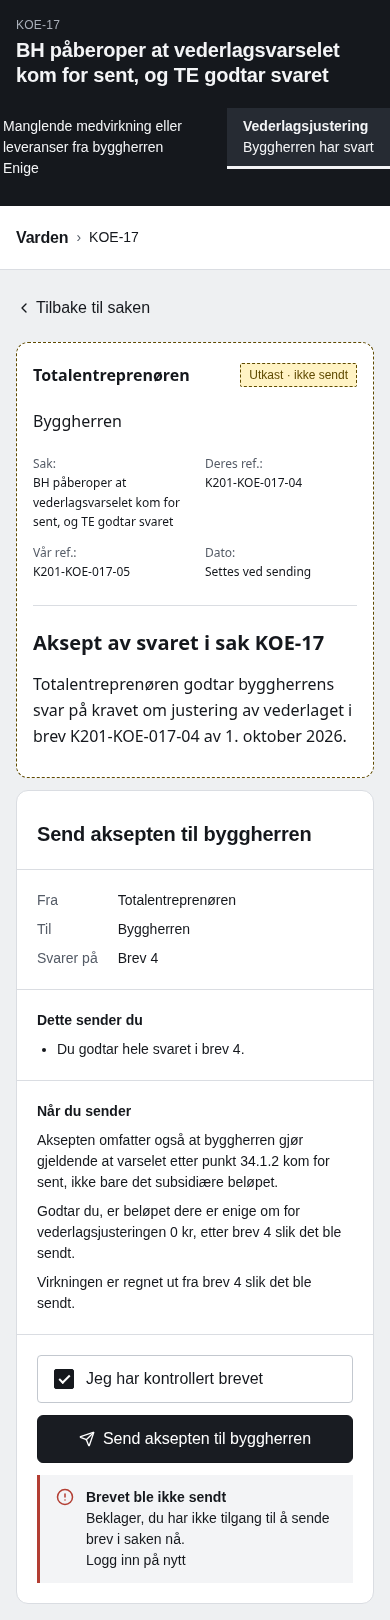 KOE-17
BH påberoper at vederlagsvarselet
kom for sent, og TE godtar svaret
Manglende medvirkning eller
leveranser fra byggherren
Enige
Vederlagsjustering
Byggherren har svart
Varden › KOE-17
Tilbake til saken
Totalentreprenøren
Utkast · ikke sendt
Byggherren
Sak:
BH påberoper at
vederlagsvarselet kom for
sent, og TE godtar svaret
Deres ref.:
K201-KOE-017-04
Vår ref.:
K201-KOE-017-05
Dato:
Settes ved sending
Aksept av svaret i sak KOE-17
Totalentreprenøren godtar byggherrens
svar på kravet om justering av vederlaget i
brev K201-KOE-017-04 av 1. oktober 2026.
Send aksepten til byggherren
Fra Totalentreprenøren
Til Byggherren
Svarer på Brev 4
Dette sender du
• Du godtar hele svaret i brev 4.
Når du sender
Aksepten omfatter også at byggherren gjør
gjeldende at varselet etter punkt 34.1.2 kom for
sent, ikke bare det subsidiære beløpet.
Godtar du, er beløpet dere er enige om for
vederlagsjusteringen 0 kr, etter brev 4 slik det ble
sendt.
Virkningen er regnet ut fra brev 4 slik det ble
sendt.
Jeg har kontrollert brevet
Send aksepten til byggherren
Brevet ble ikke sendt
Beklager, du har ikke tilgang til å sende
brev i saken nå.
Logg inn på nytt